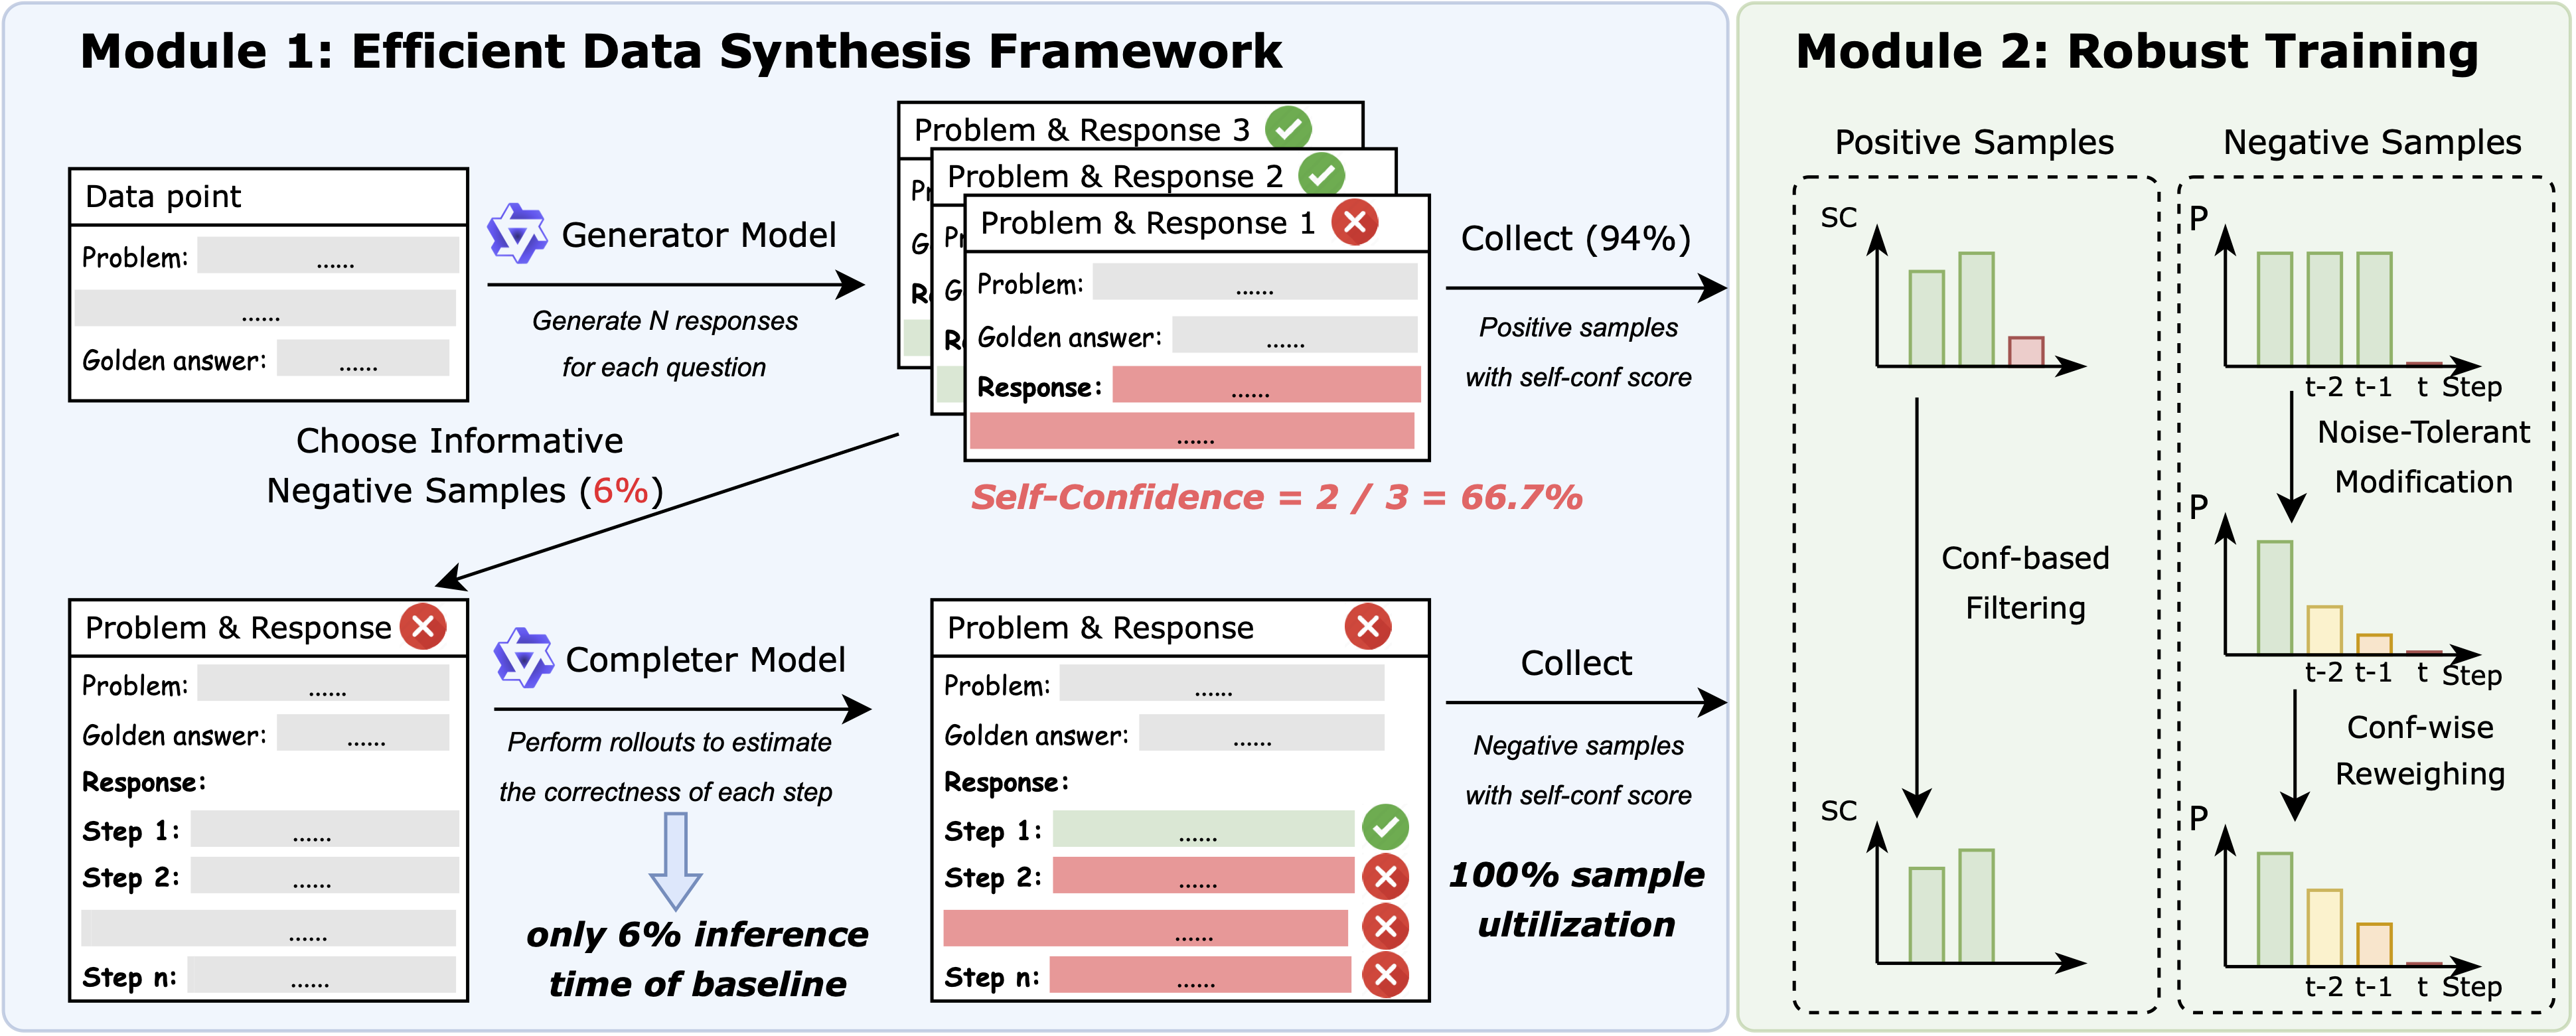 Module 1: Efficient Data Synthesis Framework
Data point
Problem: ......
......
Golden answer: ......
Generator Model
Generate N responses
for each question
Problem & Response 3
Pr
G
Re
Problem & Response 2
Pr
G
Re
Problem & Response 1
Problem: ......
Golden answer: ......
Response: ......
......
Self-Confidence = 2 / 3 = 66.7%
Collect (94%)
Positive samples
with self-conf score
Choose Informative
Negative Samples (6%)
Problem & Response
Problem: ......
Golden answer: ......
Response:
Step 1: ......
Step 2: ......
......
Step n: ......
Completer Model
Perform rollouts to estimate
the correctness of each step
only 6% inference
time of baseline
Problem & Response
Problem: ......
Golden answer: ......
Response:
Step 1: ......
Step 2: ......
......
Step n: ......
Collect
Negative samples
with self-conf score
100% sample
ultilization
Module 2: Robust Training
Positive Samples
SC
Conf-based
Filtering
SC
Negative Samples
P
t-2 t-1 t Step
Noise-Tolerant
Modification
P
t-2 t-1 t Step
Conf-wise
Reweighing
P
t-2 t-1 t Step